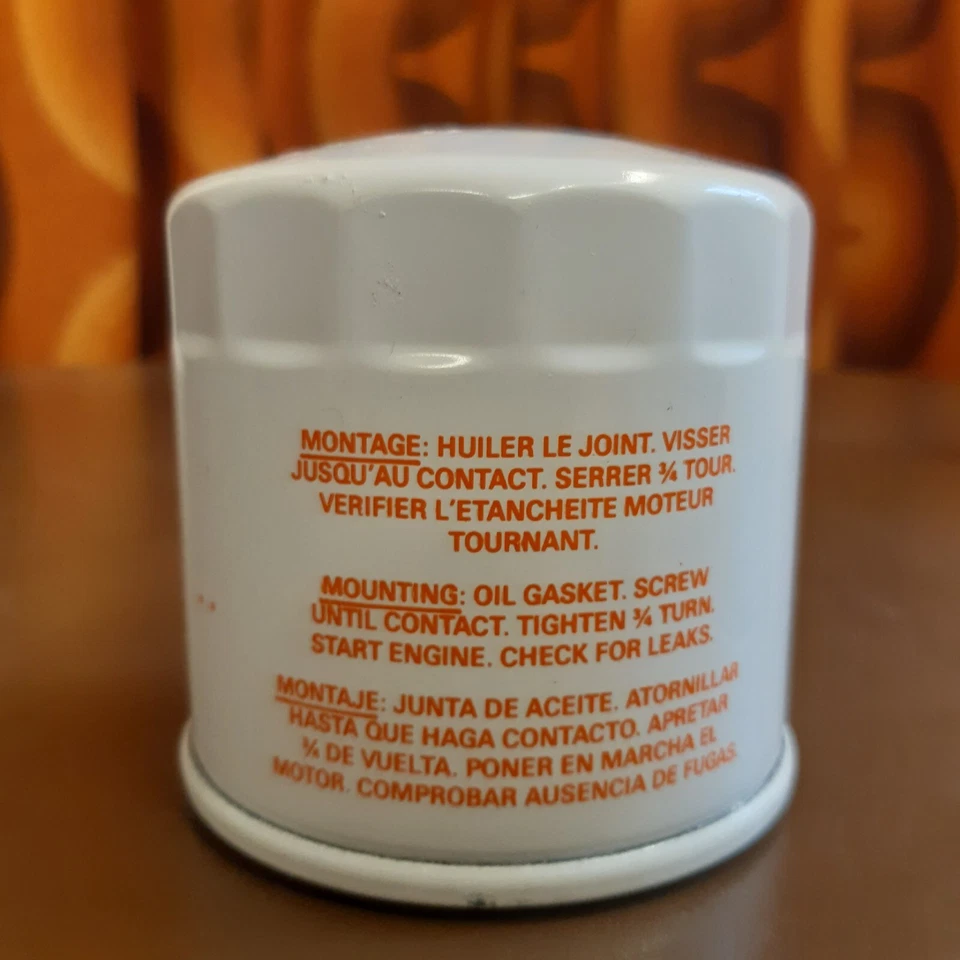 MONTAGE: HUILER LE JOINT. VISSER
JUSQU'AU CONTACT. SERRER ¾ TOUR.
VERIFIER L'ETANCHEITE MOTEUR
TOURNANT.
MOUNTING: OIL GASKET. SCREW
UNTIL CONTACT. TIGHTEN ¾ TURN.
START ENGINE. CHECK FOR LEAKS.
MONTAJE: JUNTA DE ACEITE. ATORNILLAR
HASTA QUE HAGA CONTACTO. APRETAR
¾ DE VUELTA. PONER EN MARCHA EL
MOTOR. COMPROBAR AUSENCIA DE FUGAS.